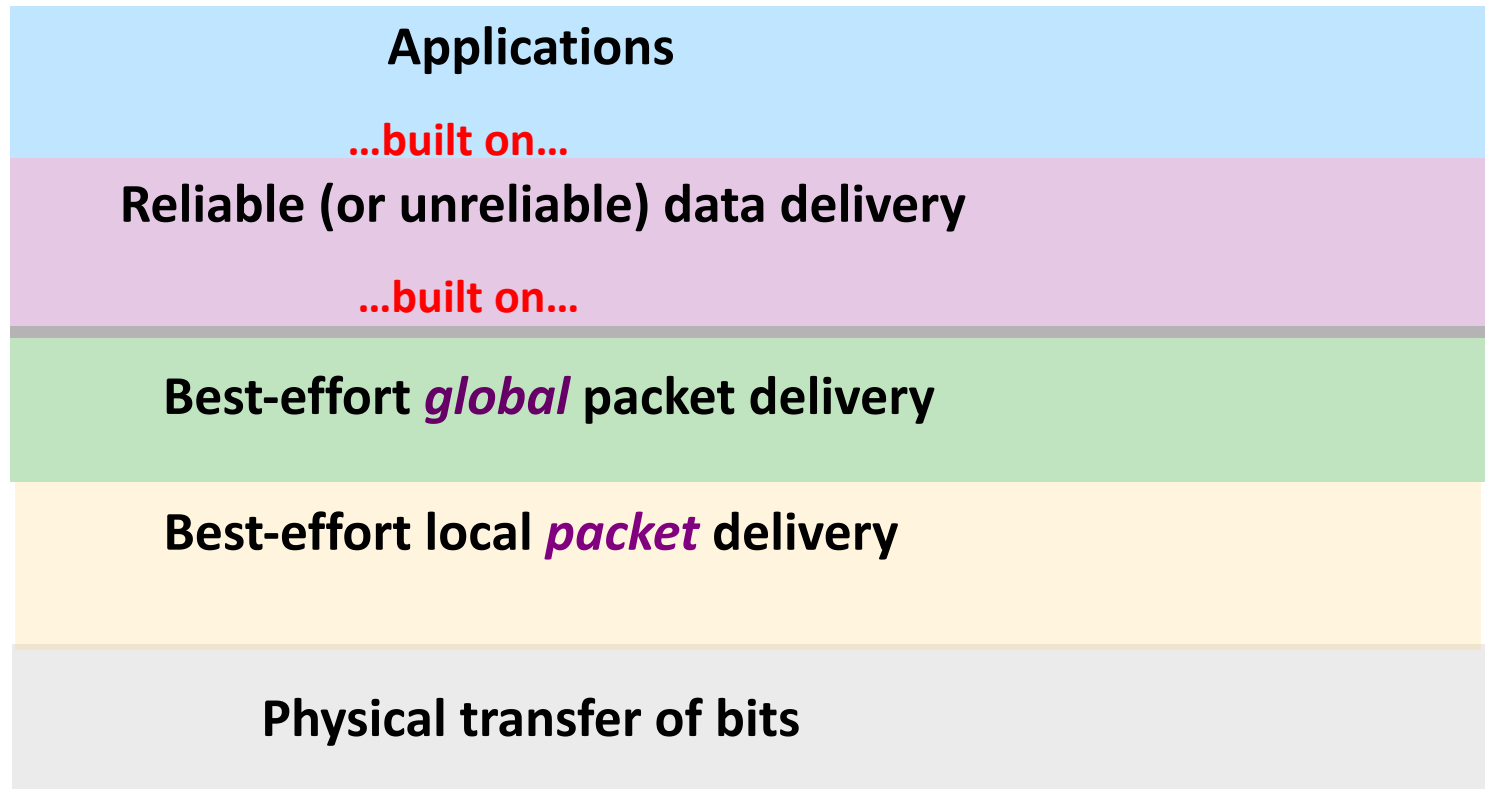 Applications
…built on…
Reliable (or unreliable) data delivery
…built on…
Best-effort global packet delivery
Best-effort local packet delivery
Physical transfer of bits